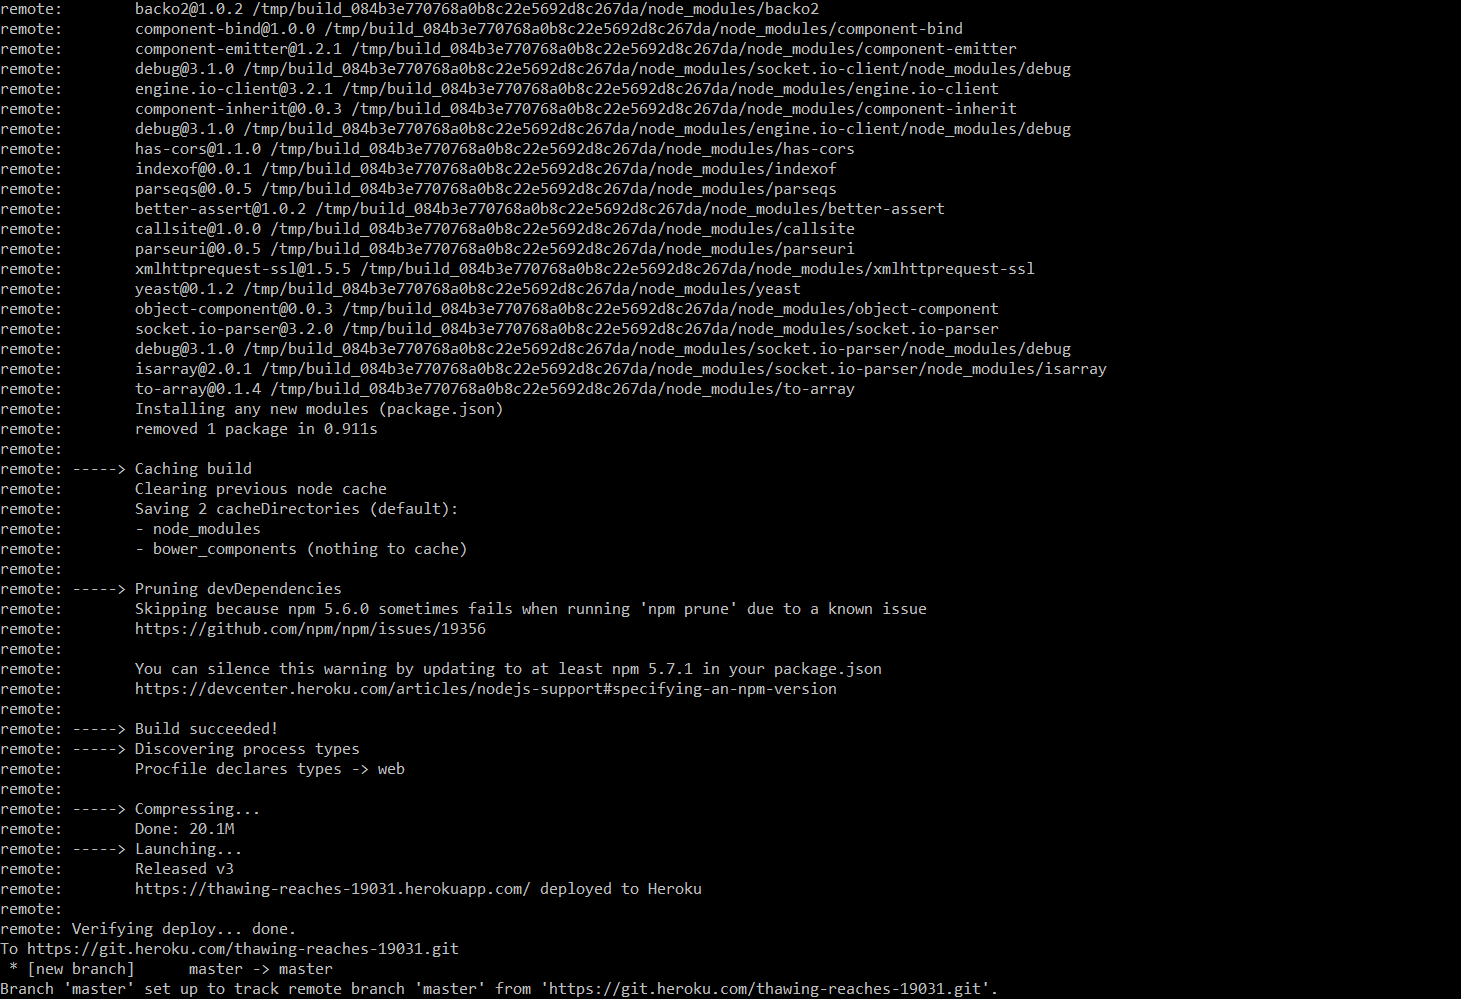 remote:        backo2@1.0.2 /tmp/build_084b3e770768a0b8c22e5692d8c267da/node_modules/backo2
remote:        component-bind@1.0.0 /tmp/build_084b3e770768a0b8c22e5692d8c267da/node_modules/component-bind
remote:        component-emitter@1.2.1 /tmp/build_084b3e770768a0b8c22e5692d8c267da/node_modules/component-emitter
remote:        debug@3.1.0 /tmp/build_084b3e770768a0b8c22e5692d8c267da/node_modules/socket.io-client/node_modules/debug
remote:        engine.io-client@3.2.1 /tmp/build_084b3e770768a0b8c22e5692d8c267da/node_modules/engine.io-client
remote:        component-inherit@0.0.3 /tmp/build_084b3e770768a0b8c22e5692d8c267da/node_modules/component-inherit
remote:        debug@3.1.0 /tmp/build_084b3e770768a0b8c22e5692d8c267da/node_modules/engine.io-client/node_modules/debug
remote:        has-cors@1.1.0 /tmp/build_084b3e770768a0b8c22e5692d8c267da/node_modules/has-cors
remote:        indexof@0.0.1 /tmp/build_084b3e770768a0b8c22e5692d8c267da/node_modules/indexof
remote:        parseqs@0.0.5 /tmp/build_084b3e770768a0b8c22e5692d8c267da/node_modules/parseqs
remote:        better-assert@1.0.2 /tmp/build_084b3e770768a0b8c22e5692d8c267da/node_modules/better-assert
remote:        callsite@1.0.0 /tmp/build_084b3e770768a0b8c22e5692d8c267da/node_modules/callsite
remote:        parseuri@0.0.5 /tmp/build_084b3e770768a0b8c22e5692d8c267da/node_modules/parseuri
remote:        xmlhttprequest-ssl@1.5.5 /tmp/build_084b3e770768a0b8c22e5692d8c267da/node_modules/xmlhttprequest-ssl
remote:        yeast@0.1.2 /tmp/build_084b3e770768a0b8c22e5692d8c267da/node_modules/yeast
remote:        object-component@0.0.3 /tmp/build_084b3e770768a0b8c22e5692d8c267da/node_modules/object-component
remote:        socket.io-parser@3.2.0 /tmp/build_084b3e770768a0b8c22e5692d8c267da/node_modules/socket.io-parser
remote:        debug@3.1.0 /tmp/build_084b3e770768a0b8c22e5692d8c267da/node_modules/socket.io-parser/node_modules/debug
remote:        isarray@2.0.1 /tmp/build_084b3e770768a0b8c22e5692d8c267da/node_modules/socket.io-parser/node_modules/isarray
remote:        to-array@0.1.4 /tmp/build_084b3e770768a0b8c22e5692d8c267da/node_modules/to-array
remote:        Installing any new modules (package.json)
remote:        removed 1 package in 0.911s
remote:
remote: -----> Caching build
remote:        Clearing previous node cache
remote:        Saving 2 cacheDirectories (default):
remote:        - node_modules
remote:        - bower_components (nothing to cache)
remote:
remote: -----> Pruning devDependencies
remote:        Skipping because npm 5.6.0 sometimes fails when running 'npm prune' due to a known issue
remote:        https://github.com/npm/npm/issues/19356
remote:
remote:        You can silence this warning by updating to at least npm 5.7.1 in your package.json
remote:        https://devcenter.heroku.com/articles/nodejs-support#specifying-an-npm-version
remote:
remote: -----> Build succeeded!
remote: -----> Discovering process types
remote:        Procfile declares types -> web
remote:
remote: -----> Compressing...
remote:        Done: 20.1M
remote: -----> Launching...
remote:        Released v3
remote:        https://thawing-reaches-19031.herokuapp.com/ deployed to Heroku
remote:
remote: Verifying deploy... done.
To https://git.heroku.com/thawing-reaches-19031.git
 * [new branch]      master -> master
Branch 'master' set up to track remote branch 'master' from 'https://git.heroku.com/thawing-reaches-19031.git'.